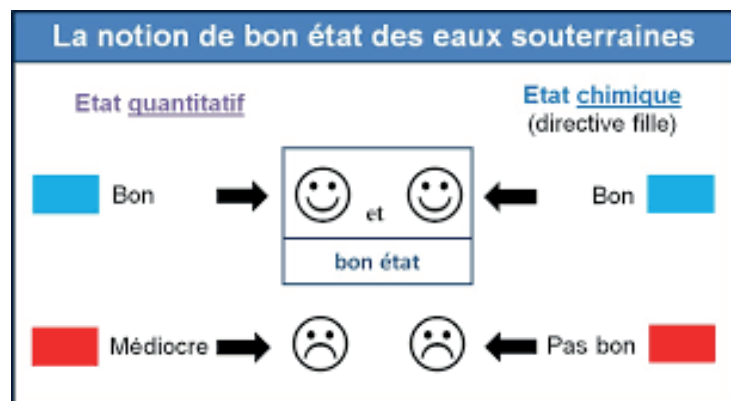 La notion de bon état des eaux souterraines
Etat quantitatif
Etat chimique
(directive fille)
Bon
et
Bon
bon état
Médiocre
Pas bon